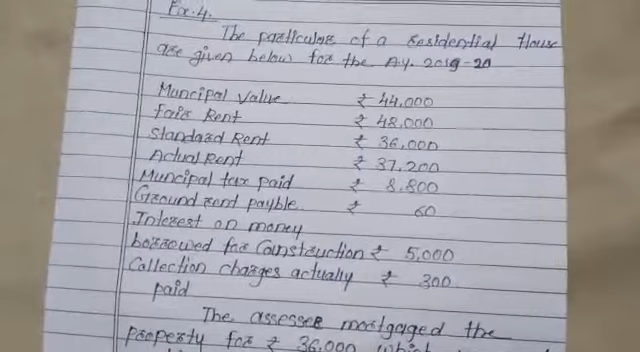 Ex.4.
The particulars of a Residential House
are given below for the A.y. 2019-20
Muncipal Value ₹ 44,000
Fair Rent ₹ 48,000
Standard Rent ₹ 36,000
Actual Rent ₹ 37,200
Muncipal tax paid ₹ 8,800
Ground rent payble ₹ 60
Interest on money
borrowed for Construction ₹ 5,000
Collection charges actually ₹ 300
paid
The assessee mortgaged the
property for ₹ 36,000 which